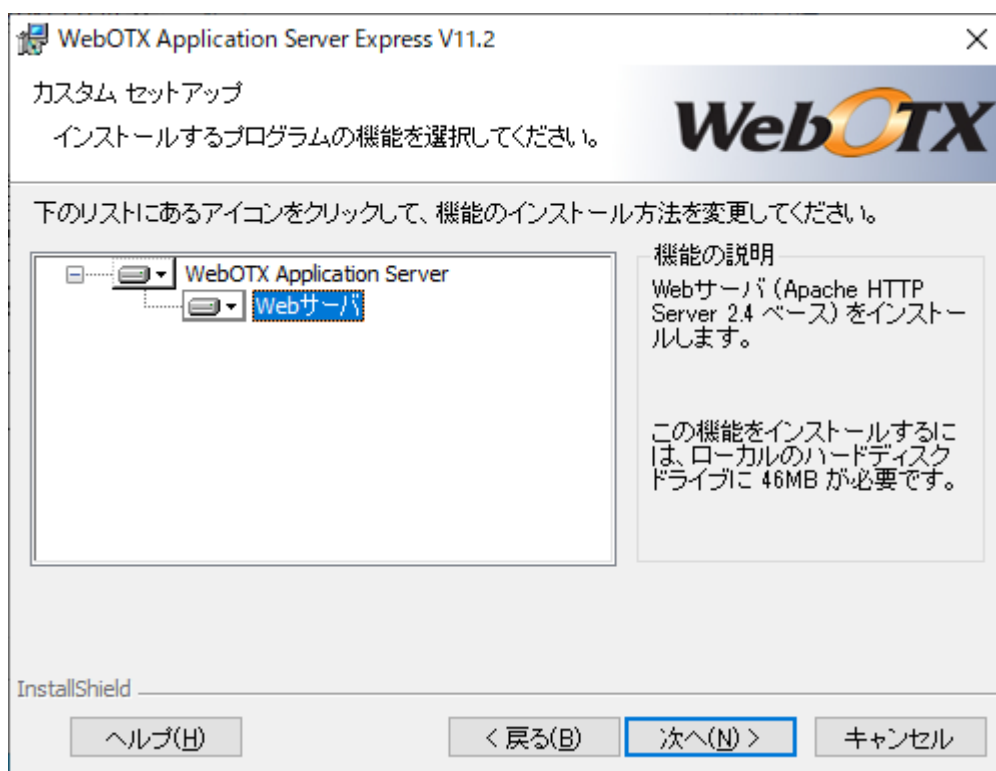 WebOTX Application Server Express V11.2
カスタム セットアップ
インストールするプログラムの機能を選択してください。
WebOTX
下のリストにあるアイコンをクリックして、機能のインストール方法を変更してください。
WebOTX Application Server
Webサーバ
機能の説明
Webサーバ (Apache HTTP
Server 2.4 ベース) をインストー
ルします。
この機能をインストールするに
は、ローカルのハードディスク
ドライブに 46MB が必要です。
InstallShield
ヘルプ(H)
< 戻る(B)
次へ(N) >
キャンセル